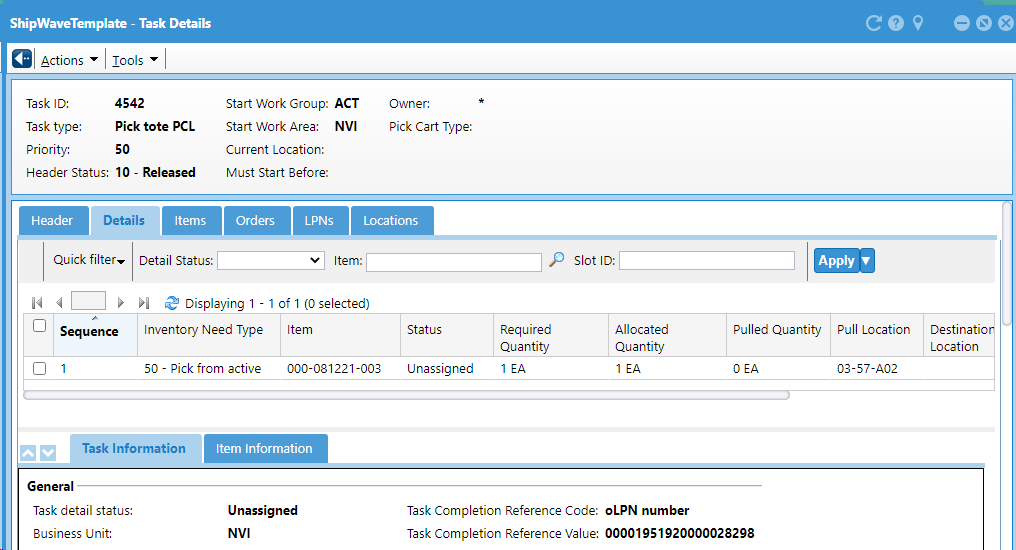 ShipWaveTemplate - Task Details
Actions Tools
Task ID: 4542 Start Work Group: ACT Owner: *
Task type: Pick tote PCL Start Work Area: NVI Pick Cart Type:
Priority: 50 Current Location:
Header Status: 10 - Released Must Start Before:
Header Details Items Orders LPNs Locations
Quick filter Detail Status: Item: Slot ID: Apply
Displaying 1 - 1 of 1 (0 selected)
Sequence Inventory Need Type Item Status Required Quantity Allocated Quantity Pulled Quantity Pull Location Destination Location
1 50 - Pick from active 000-081221-003 Unassigned 1 EA 1 EA 0 EA 03-57-A02
Task Information Item Information
General
Task detail status: Unassigned Task Completion Reference Code: oLPN number
Business Unit: NVI Task Completion Reference Value: 00001951920000028298